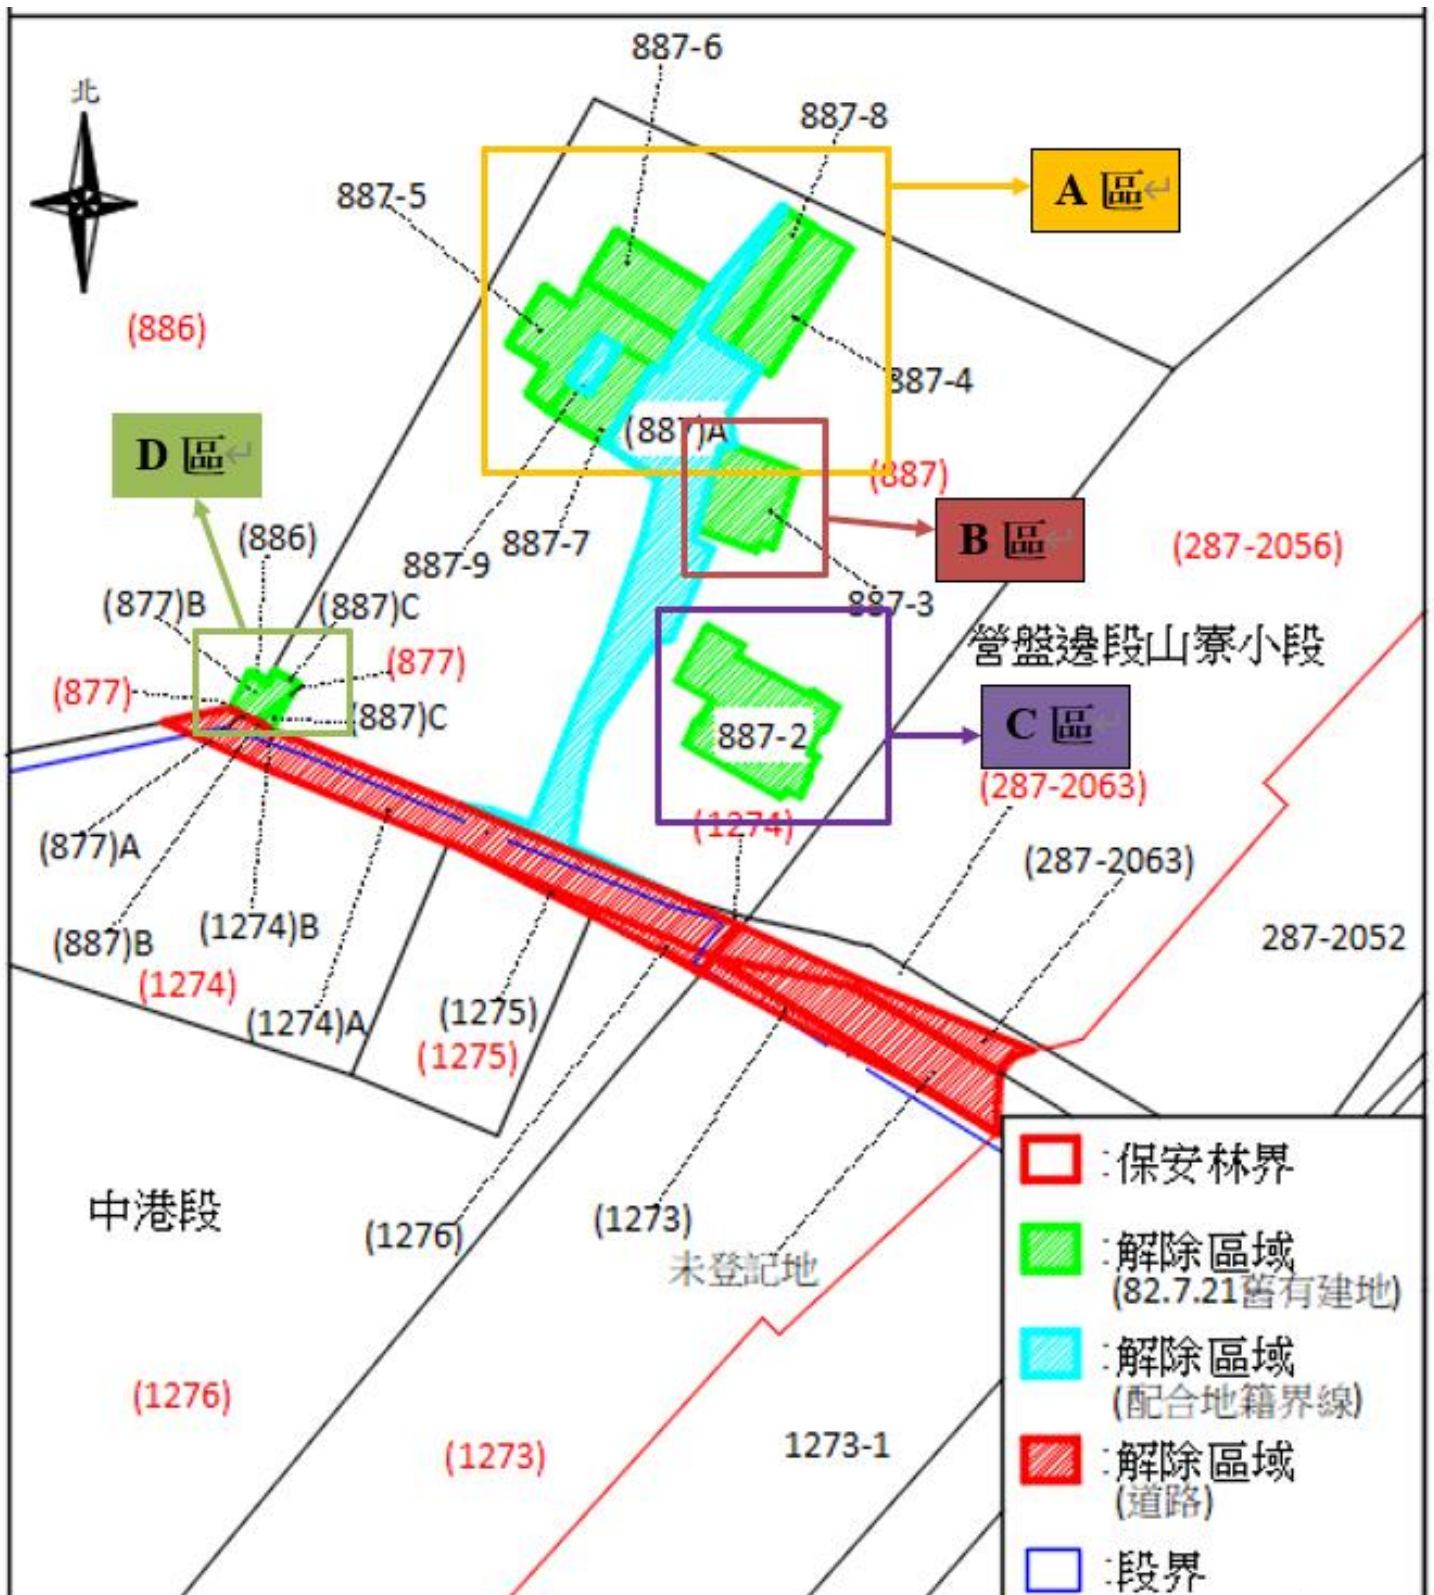 887-6
北
887-8
A 區
887-5
(886)
887-4
(887)A
D 區
(887)
B 區
(886)
887-7
(287-2056)
887-9
(877)B
(887)C
887-3
營盤邊段山寮小段
(877)
(877)
(887)C
C 區
887-2
(287-2063)
(1274)
(877)A
(287-2063)
(1274)B
(887)B
287-2052
(1274)
(1274)A
(1275)
(1275)
:保安林界
中港段
(1276)
(1273)
未登記地
:解除區域
(82.7.21舊有建地)
:解除區域
(配合地籍界線)
(1276)
(1273)
1273-1
:解除區域
(道路)
:段界